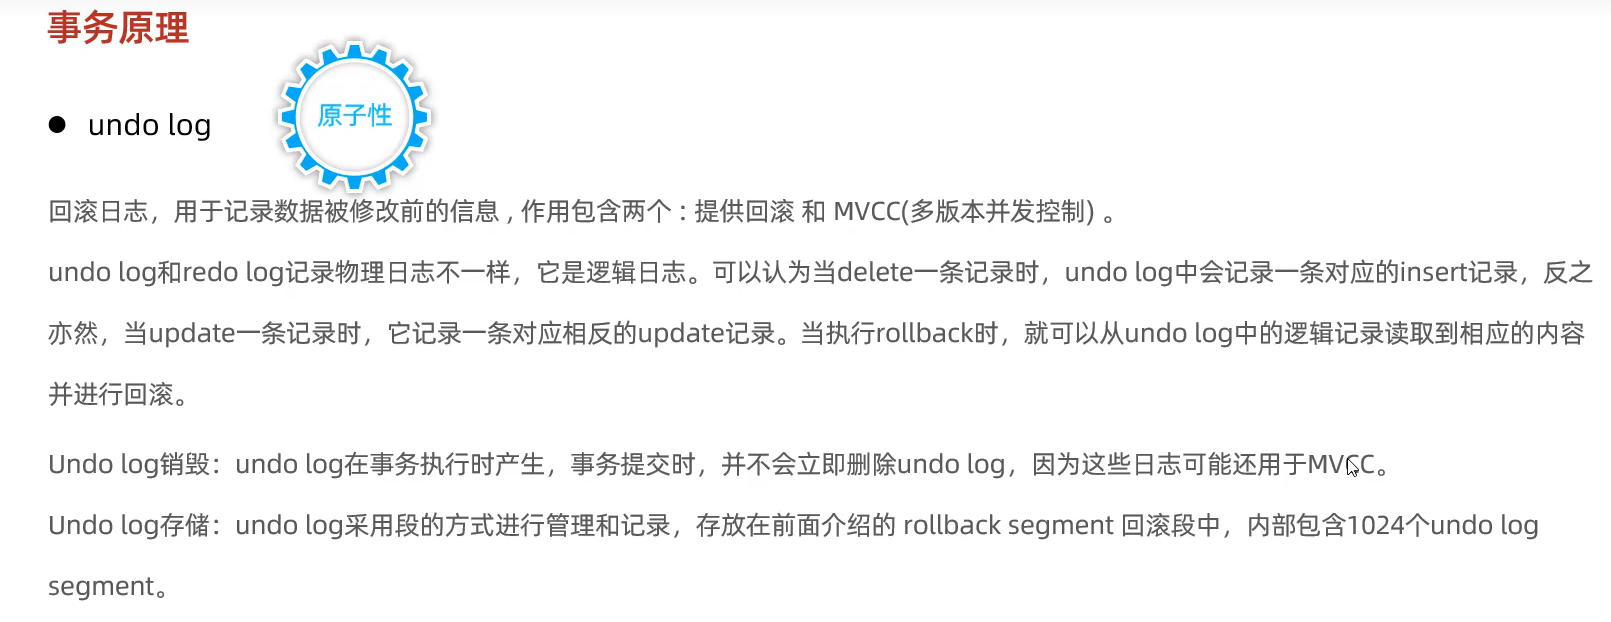 事务原理
原子性
undo log
回滚日志，用于记录数据被修改前的信息 , 作用包含两个 : 提供回滚 和 MVCC(多版本并发控制) 。
undo log和redo log记录物理日志不一样，它是逻辑日志。可以认为当delete一条记录时，undo log中会记录一条对应的insert记录，反之
亦然，当update一条记录时，它记录一条对应相反的update记录。当执行rollback时，就可以从undo log中的逻辑记录读取到相应的内容
并进行回滚。
Undo log销毁：undo log在事务执行时产生，事务提交时，并不会立即删除undo log，因为这些日志可能还用于MVCC。
Undo log存储：undo log采用段的方式进行管理和记录，存放在前面介绍的 rollback segment 回滚段中，内部包含1024个undo log
segment。